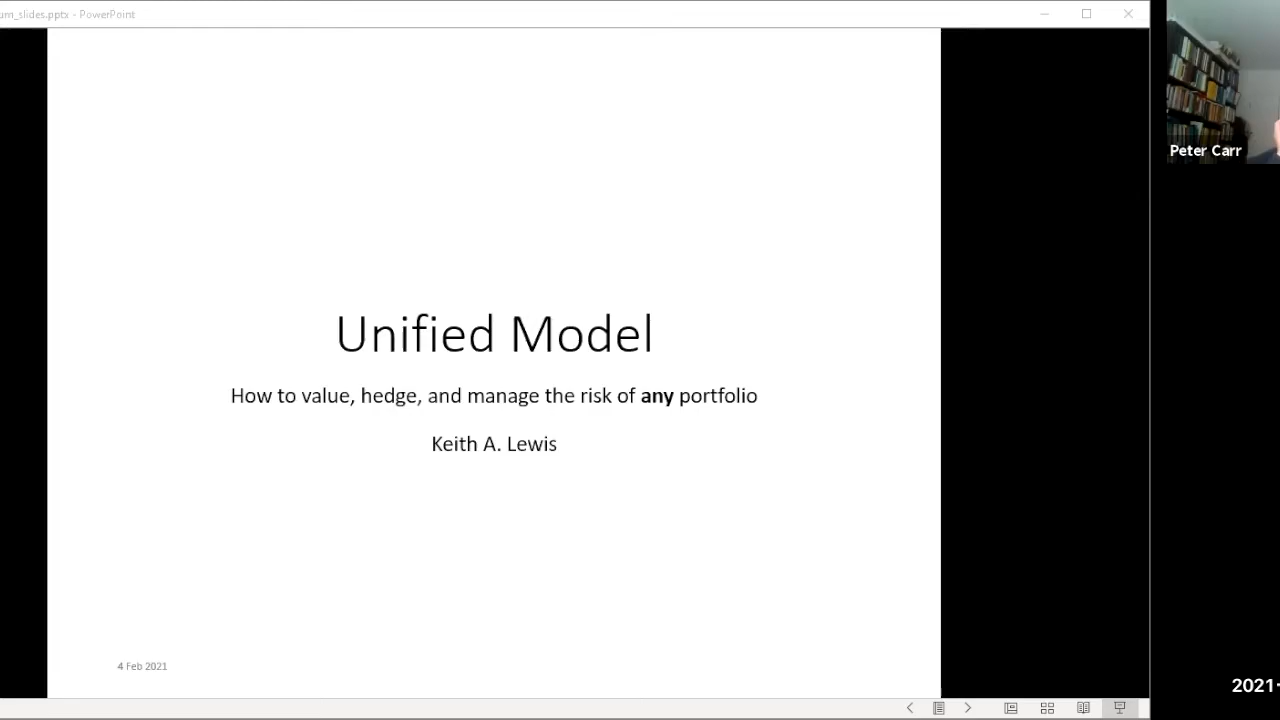 um_slides.pptx - PowerPoint
Peter Carr
Unified Model
How to value, hedge, and manage the risk of any portfolio
Keith A. Lewis
4 Feb 2021
2021-